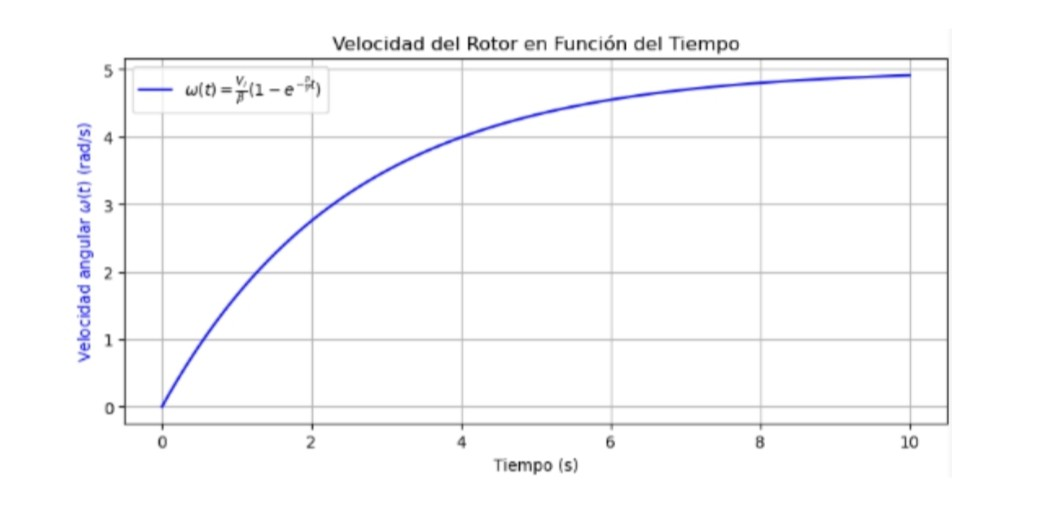 Velocidad del Rotor en Función del Tiempo
5
4
3
2
1
0
Velocidad angular ω(t) (rad/s)
0 2 4 6 8 10
Tiempo (s)